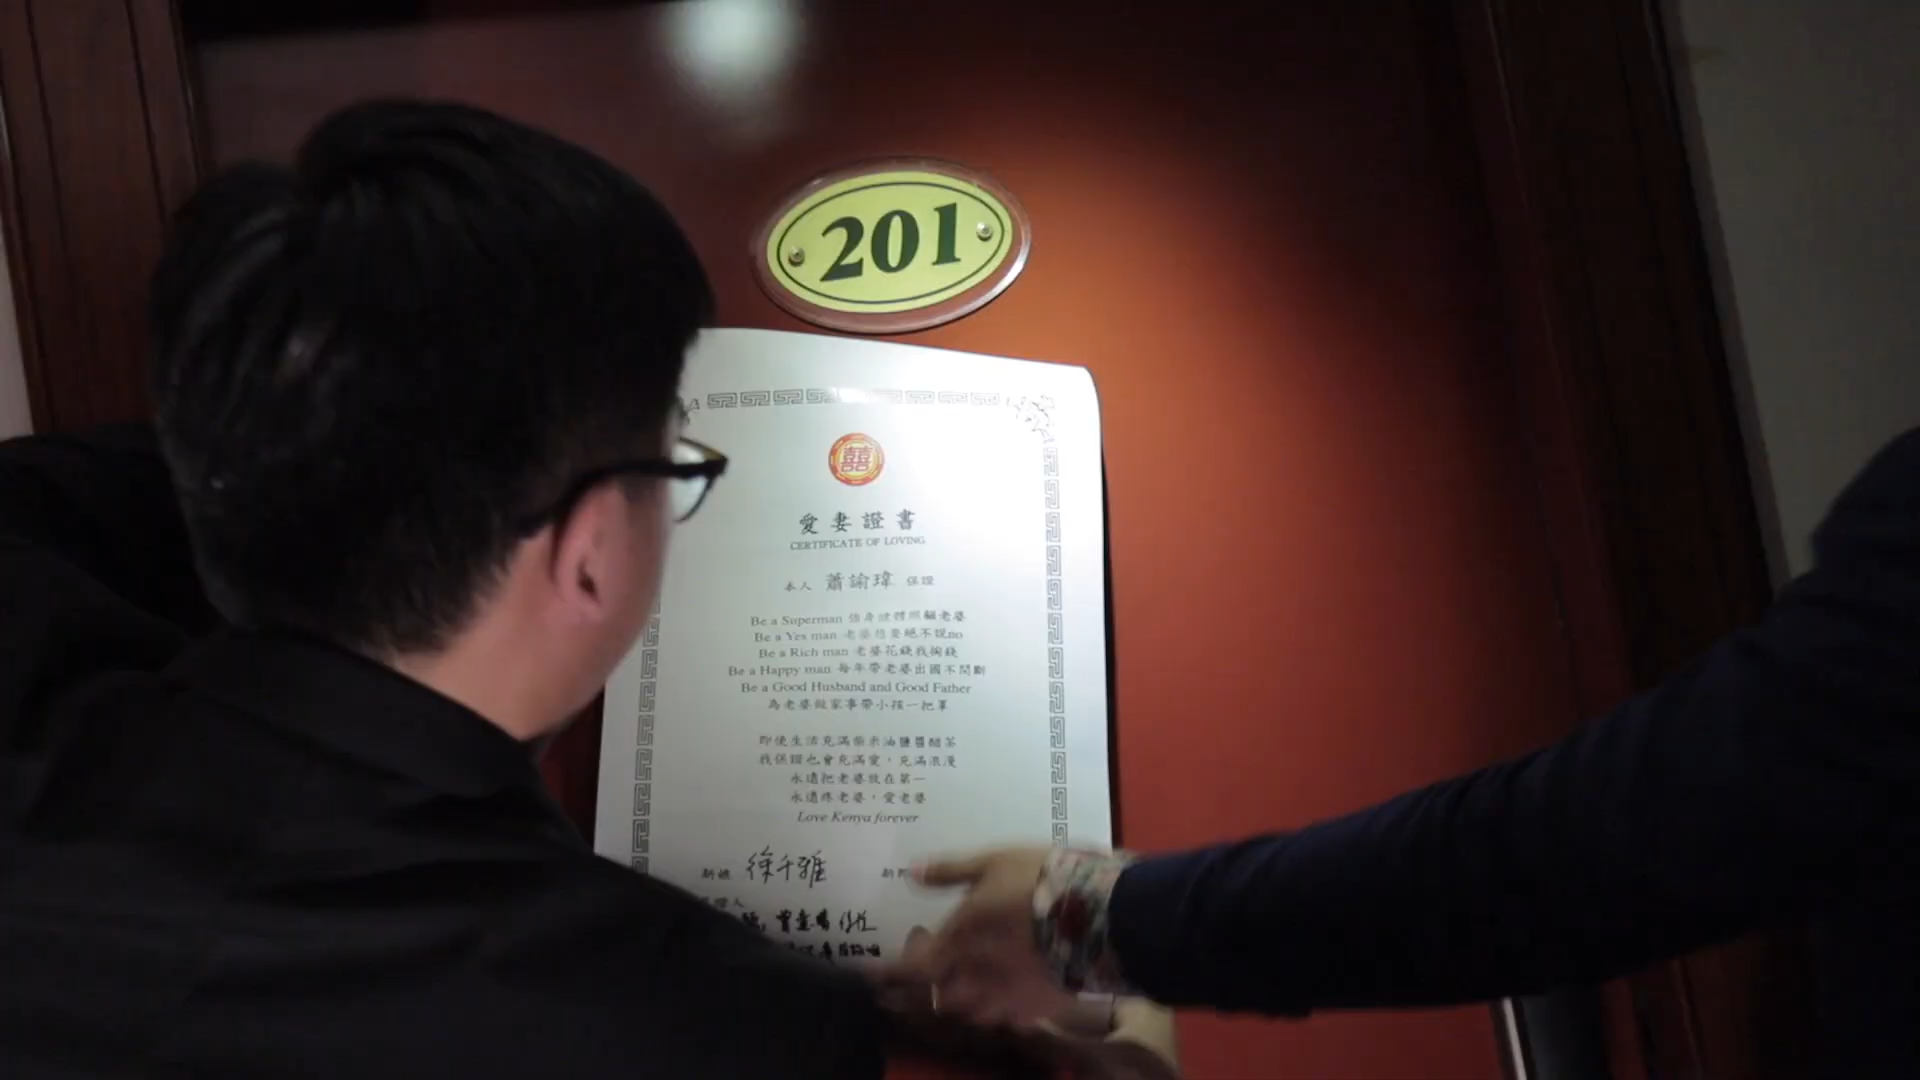 201
囍
愛妻證書
CERTIFICATE OF LOVING
本人 蕭諭瑋 保證
Be a Superman 強身健體照顧老婆
Be a Yes man 老婆想要絕不說no
Be a Rich man 老婆花錢我掏錢
Be a Happy man 每年帶老婆出國不間斷
Be a Good Husband and Good Father
為老婆做家事帶小孩一把罩
即使生活充滿柴米油鹽醬醋茶
我保證也會充滿愛，充滿浪漫
永遠把老婆放在第一
永遠疼老婆，愛老婆
Love Kenya forever
新娘 徐千雅 新郎
證人